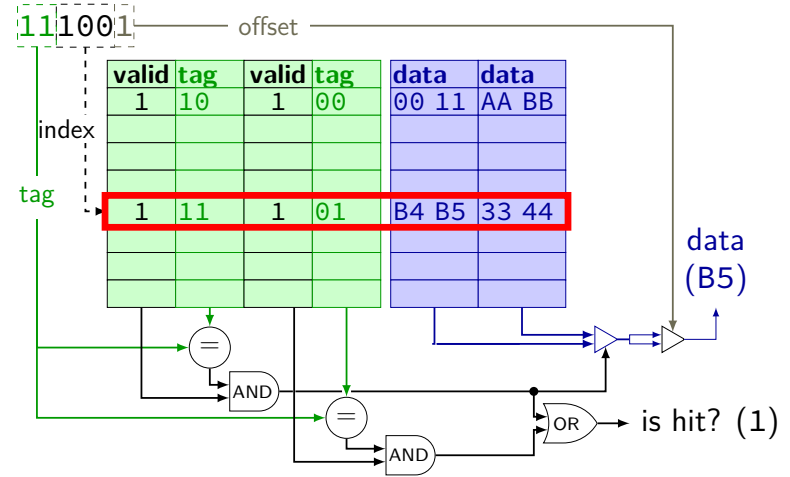 111001
offset
valid tag valid tag data data
1 10 1 00 00 11 AA BB
index
tag
1 11 1 01 B4 B5 33 44
data
(B5)
=
AND
=
OR
is hit? (1)
AND